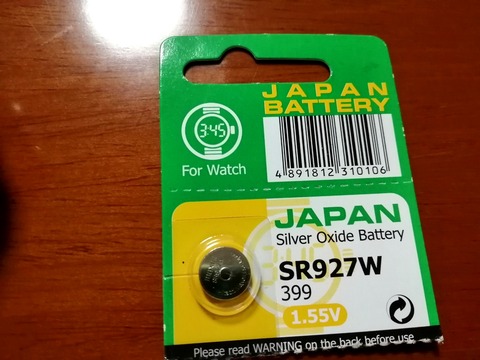 JAPAN
BATTERY
3:45
For Watch
4 891812 310106
JAPAN
Silver Oxide Battery
SR927W
399
1.55V
Please read WARNING on the back before use